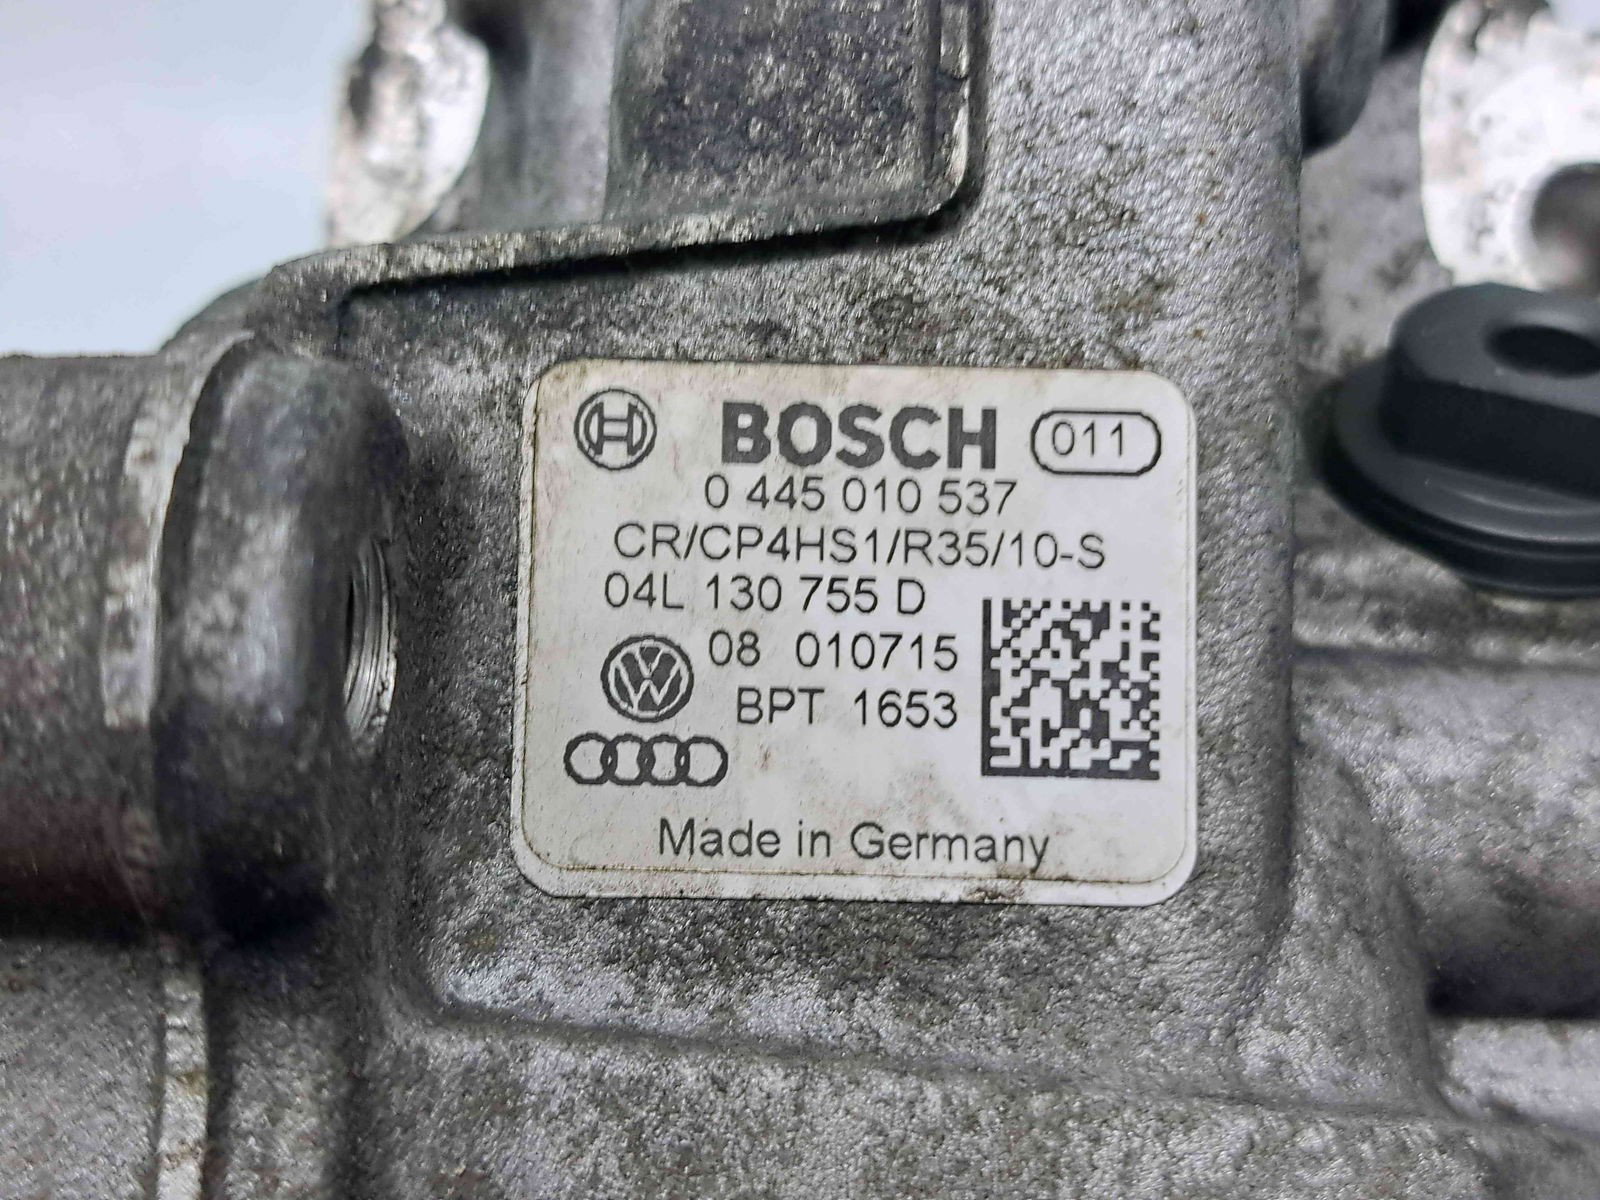 BOSCH 011
0 445 010 537
CR/CP4HS1/R35/10-S
04L 130 755 D
08 010715
BPT 1653
Made in Germany